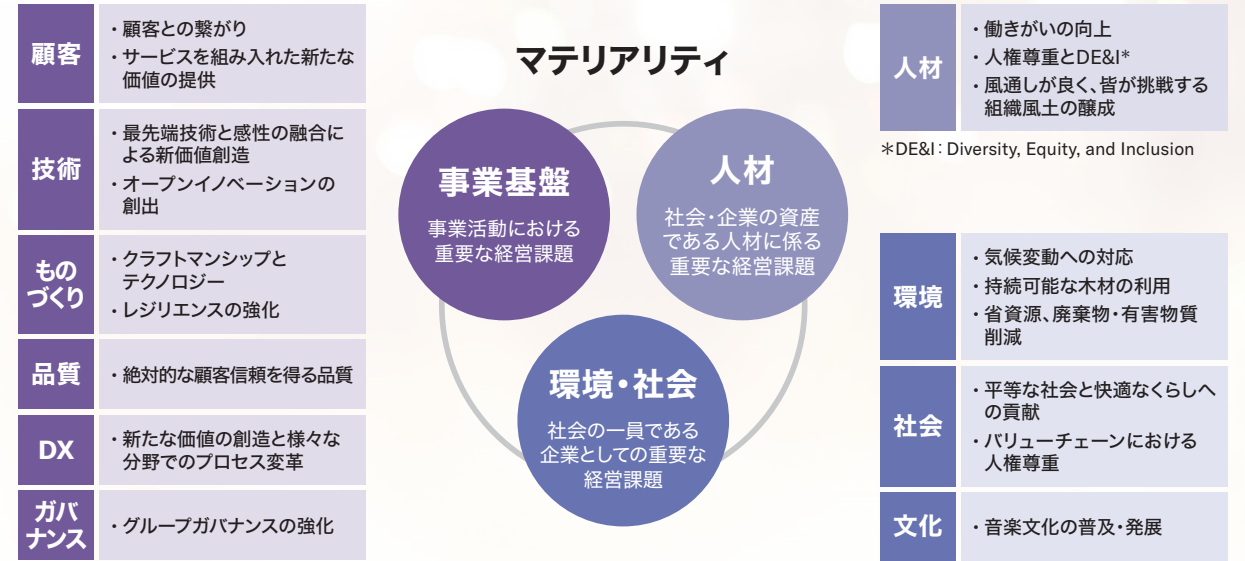 顧客
・顧客との繋がり
・サービスを組み入れた新たな
価値の提供
技術
・最先端技術と感性の融合に
よる新価値創造
・オープンイノベーションの
創出
もの
づくり
・クラフトマンシップと
テクノロジー
・レジリエンスの強化
品質
・絶対的な顧客信頼を得る品質
DX
・新たな価値の創造と様々な
分野でのプロセス変革
ガバ
ナンス
・グループガバナンスの強化
マテリアリティ
事業基盤
事業活動における
重要な経営課題
人材
社会・企業の資産
である人材に係る
重要な経営課題
環境・社会
社会の一員である
企業としての重要な
経営課題
人材
・働きがいの向上
・人権尊重とDE&I*
・風通しが良く、皆が挑戦する
組織風土の醸成
*DE&I：Diversity, Equity, and Inclusion
環境
・気候変動への対応
・持続可能な木材の利用
・省資源、廃棄物・有害物質
削減
社会
・平等な社会と快適なくらしへ
の貢献
・バリューチェーンにおける
人権尊重
文化
・音楽文化の普及・発展